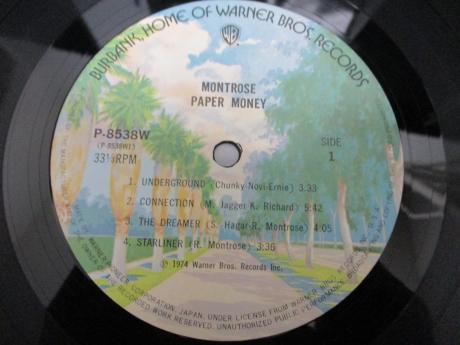 BURBANK, HOME OF WARNER BROS. RECORDS
WB
MONTROSE
PAPER MONEY
P-8538W
(P-8538W1)
33⅓RPM
SIDE
1
1. UNDERGROUND (Chunky-Novi-Ernie) 3:33
2. CONNECTION (M. Jagger-K. Richard) 5:42
3. THE DREAMER (S. Hagar-R. Montrose) 4:05
4. STARLINER (R. Montrose) 3:36
Ⓟ 1974 Warner Bros. Records Inc.
CORPORATION, JAPAN, UNDER LICENSE FROM WARNER BROS.
RECORDED WORK RESERVED. UNAUTHORIZED PUBLIC PERFORMANCE